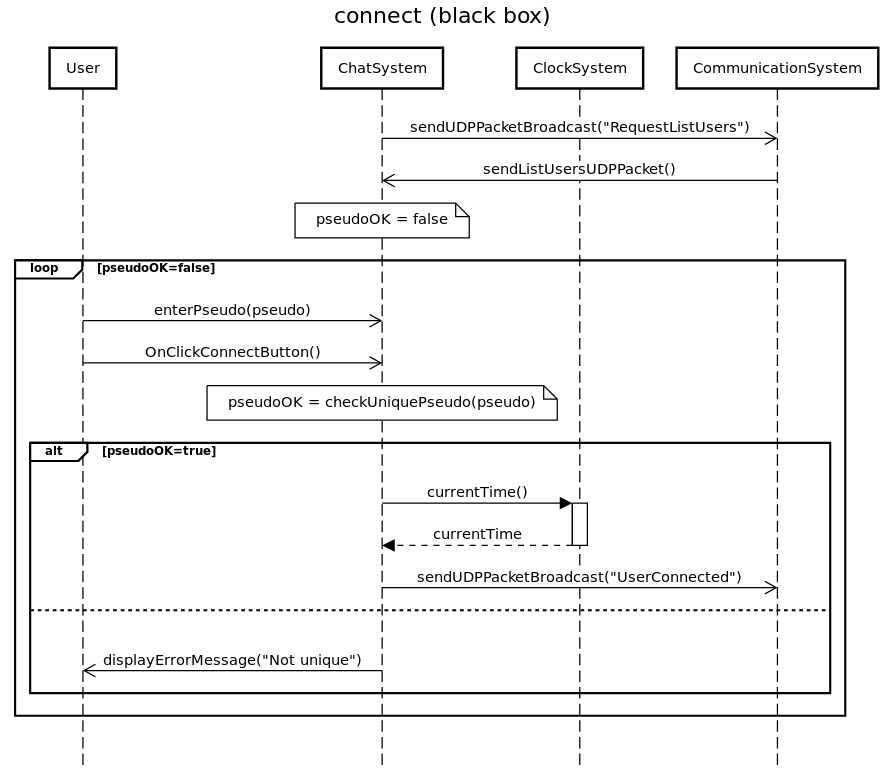 connect (black box)
User
ChatSystem
ClockSystem
CommunicationSystem
sendUDPPacketBroadcast("RequestListUsers")
sendListUsersUDPPacket()
pseudoOK = false
loop
[pseudoOK=false]
enterPseudo(pseudo)
OnClickConnectButton()
pseudoOK = checkUniquePseudo(pseudo)
alt
[pseudoOK=true]
currentTime()
currentTime
sendUDPPacketBroadcast("UserConnected")
displayErrorMessage("Not unique")